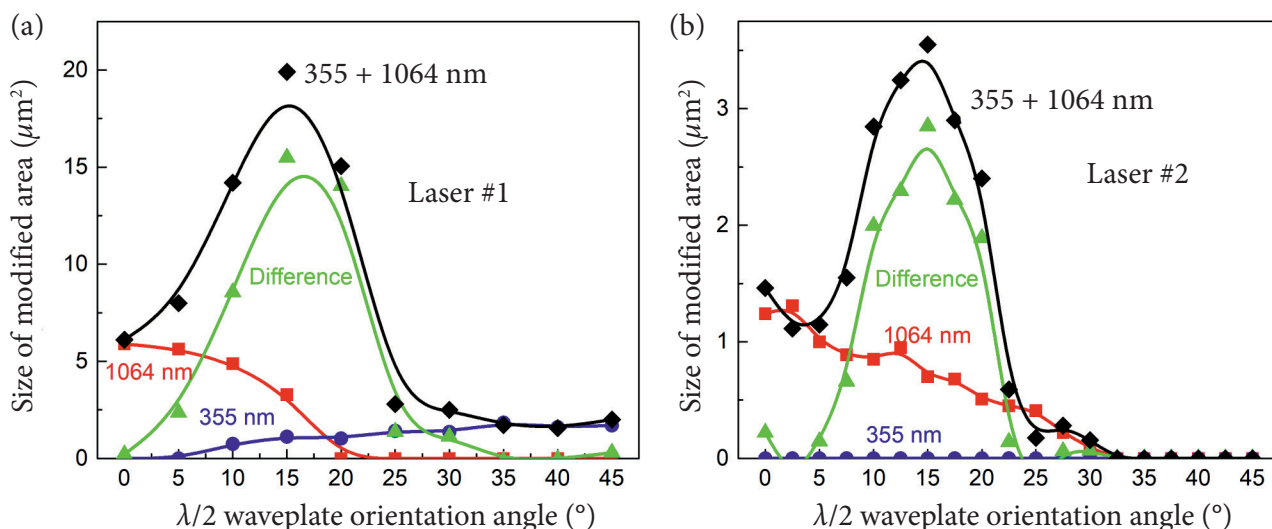 (a)
Size of modified area (μm²)
20
15
10
5
0
355 + 1064 nm
Laser #1
Difference
1064 nm
355 nm
0 5 10 15 20 25 30 35 40 45
λ/2 waveplate orientation angle (°)
(b)
Size of modified area (μm²)
3
2
1
0
355 + 1064 nm
Laser #2
Difference
1064 nm
355 nm
0 5 10 15 20 25 30 35 40 45
λ/2 waveplate orientation angle (°)